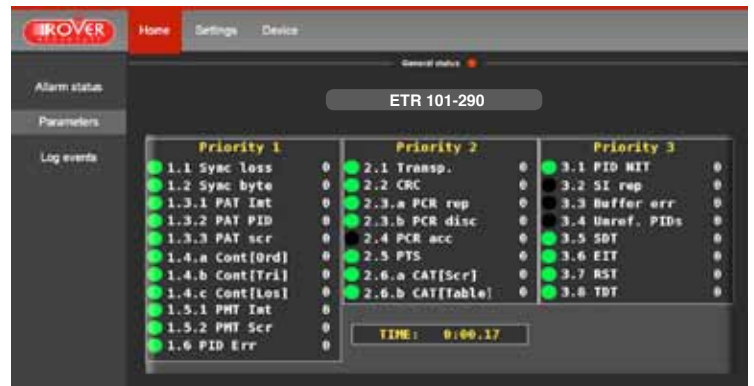 ROVER
Home Settings Device
General status
Allarm status
ETR 101-290
Parameters
Log events
Priority 1
1.1 Sync loss 0
1.2 Sync byte 0
1.3.1 PAT Int 0
1.3.2 PAT PID 0
1.3.3 PAT scr 0
1.4.a Cont[Ord] 0
1.4.b Cont[Tri] 0
1.4.c Cont[Los] 0
1.5.1 PMT Int 0
1.5.2 PMT Scr 0
1.6 PID Err 0
Priority 2
2.1 Transp. 0
2.2 CRC 0
2.3.a PCR rep 0
2.3.b PCR disc 0
2.4 PCR acc 0
2.5 PTS 0
2.6.a CAT[Scr] 0
2.6.b CAT[Table] 0
Priority 3
3.1 PID NIT 0
3.2 SI rep 0
3.3 Buffer err 0
3.4 Unref. PIDs 0
3.5 SDT 0
3.6 EIT 0
3.7 RST 0
3.8 TDT 0
TIME: 0:00.17